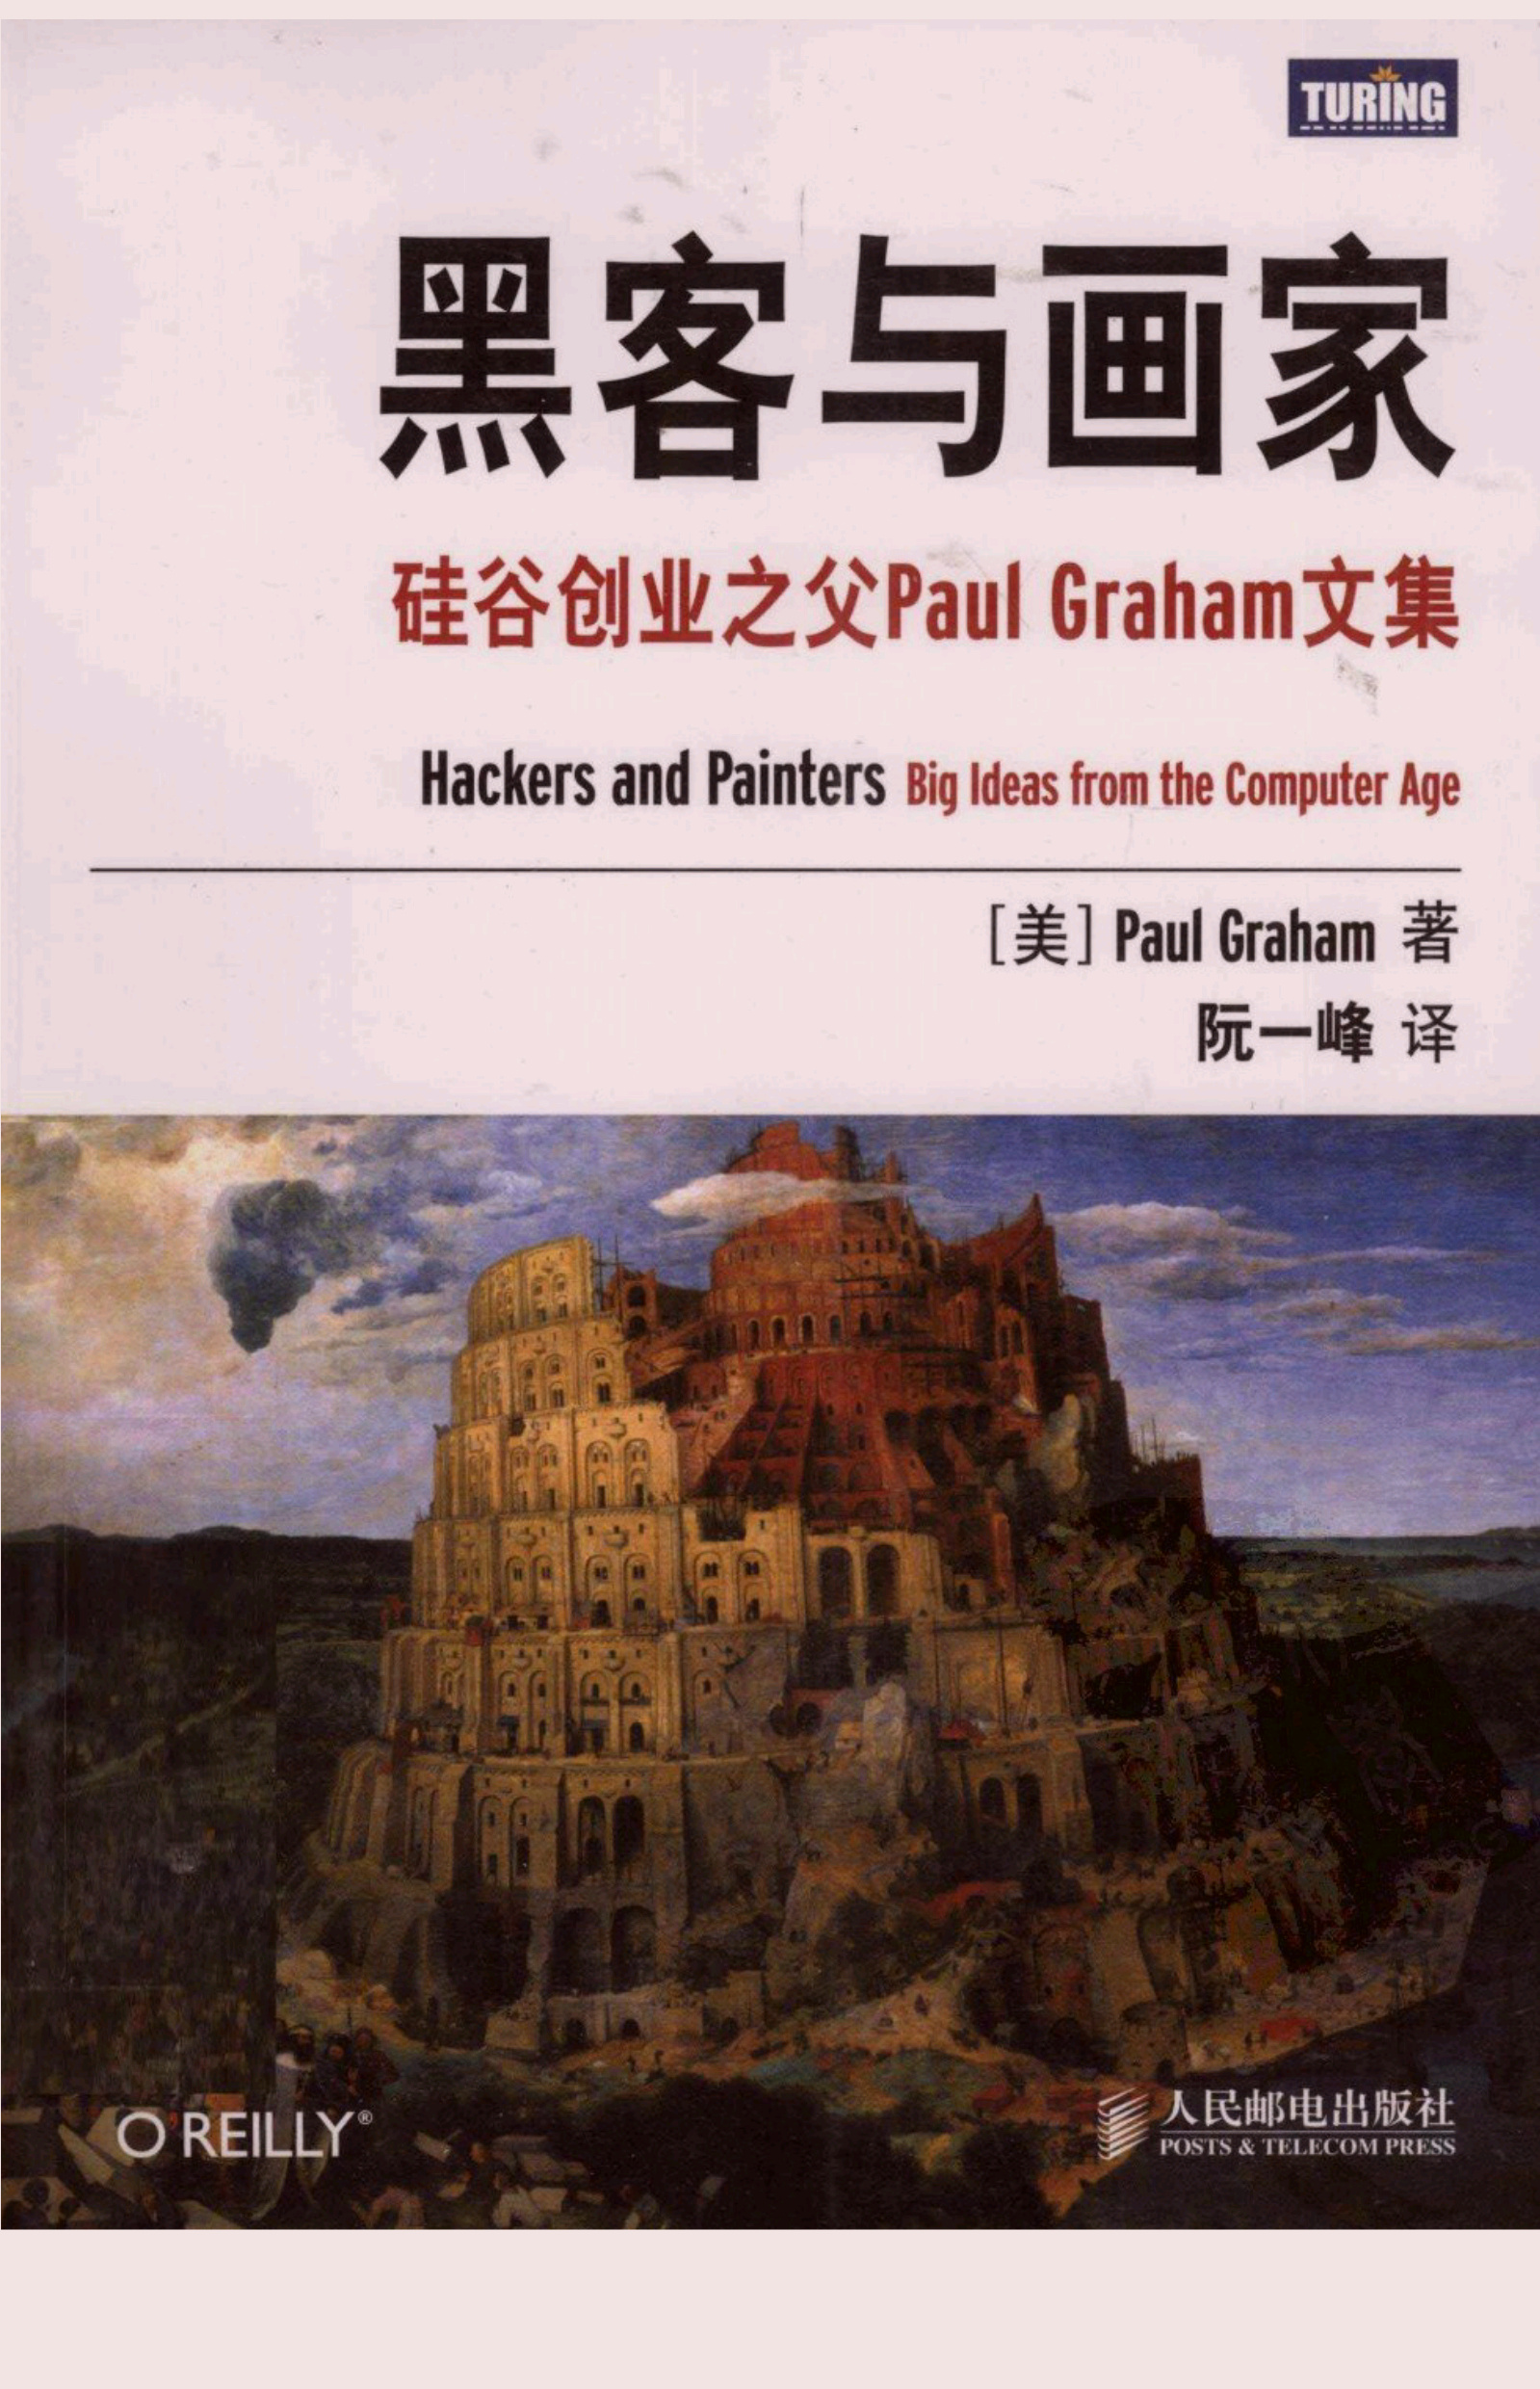 TURING
黑客与画家
硅谷创业之父Paul Graham文集
Hackers and Painters Big Ideas from the Computer Age
[美] Paul Graham 著
阮一峰 译
O'REILLY®
人民邮电出版社
POSTS & TELECOM PRESS